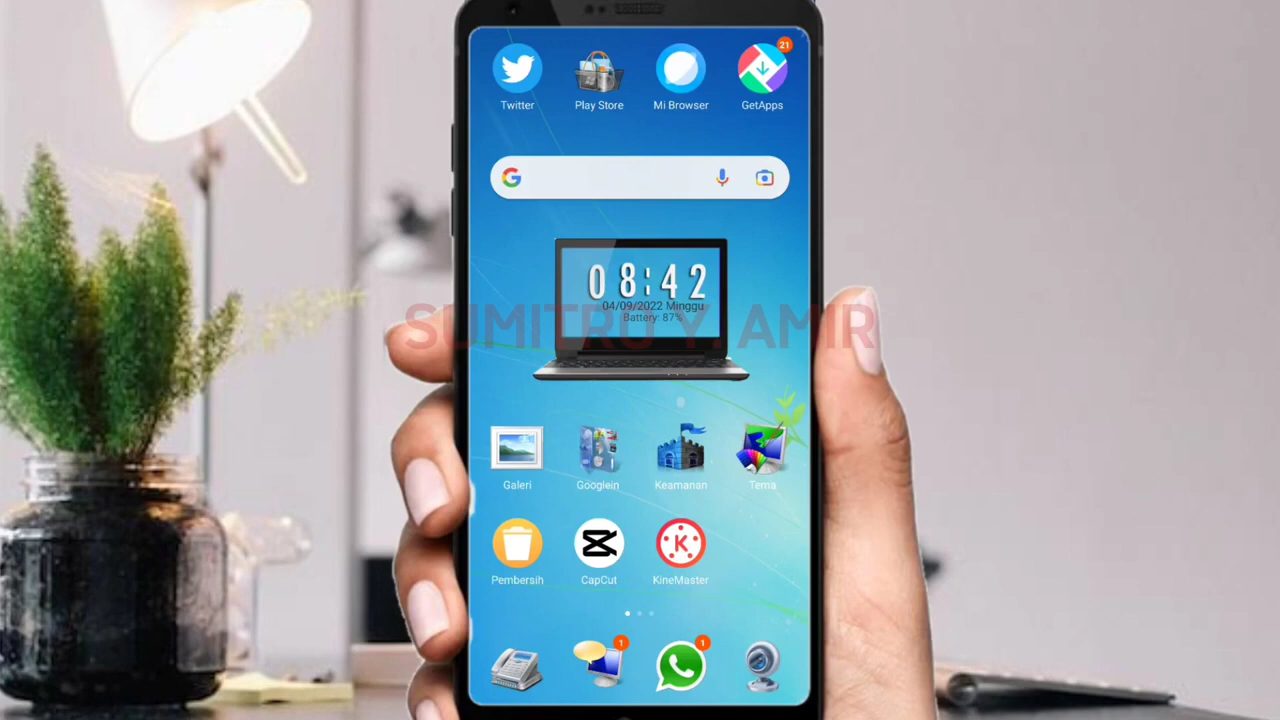 21
Twitter
Play Store
Mi Browser
GetApps
08:42
04/09/2022 Minggu
Battery: 87%
SUMITRO Y. AMIR
Galeri
Googlein
Keamanan
Tema
Pembersih
CapCut
KineMaster
1
1